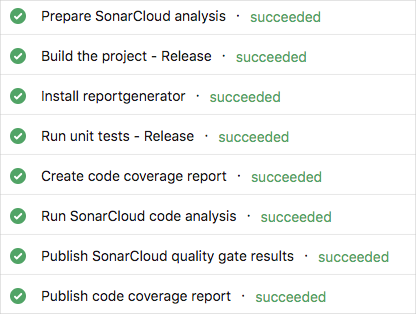 Prepare SonarCloud analysis · succeeded
Build the project - Release · succeeded
Install reportgenerator · succeeded
Run unit tests - Release · succeeded
Create code coverage report · succeeded
Run SonarCloud code analysis · succeeded
Publish SonarCloud quality gate results · succeeded
Publish code coverage report · succeeded